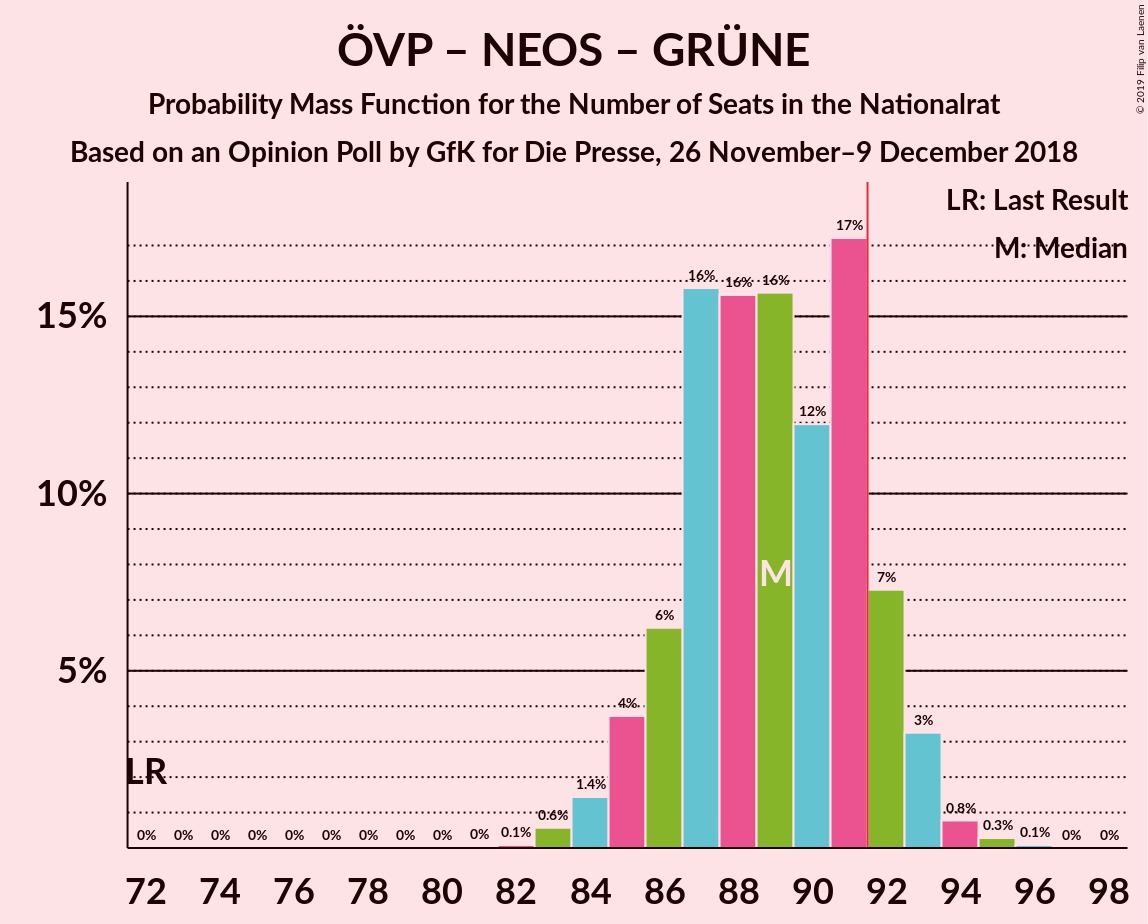 ÖVP – NEOS – GRÜNE
Probability Mass Function for the Number of Seats in the Nationalrat
Based on an Opinion Poll by GfK for Die Presse, 26 November–9 December 2018
© 2019 Filip van Laenen
LR: Last Result
M: Median
15%
10%
5%
LR
M
0% 0% 0% 0% 0% 0% 0% 0% 0% 0% 0.1% 0.6% 1.4% 4% 6% 16% 16% 16% 12% 17% 7% 3% 0.8% 0.3% 0.1% 0% 0%
72 74 76 78 80 82 84 86 88 90 92 94 96 98